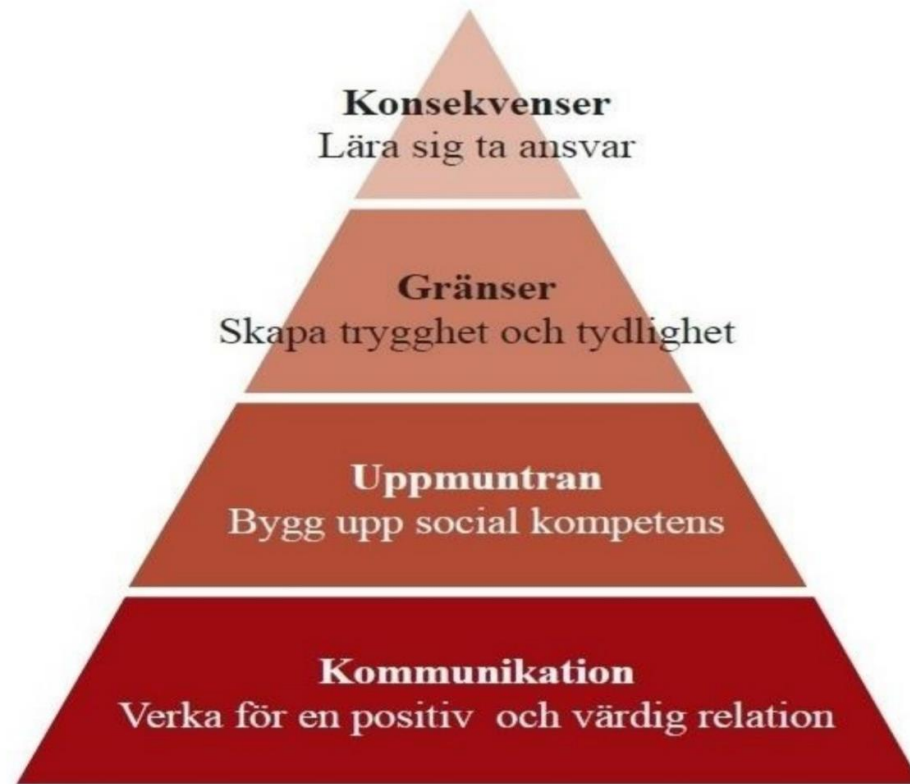 Konsekvenser
Lära sig ta ansvar
Gränser
Skapa trygghet och tydlighet
Uppmuntran
Bygg upp social kompetens
Kommunikation
Verka för en positiv och värdig relation